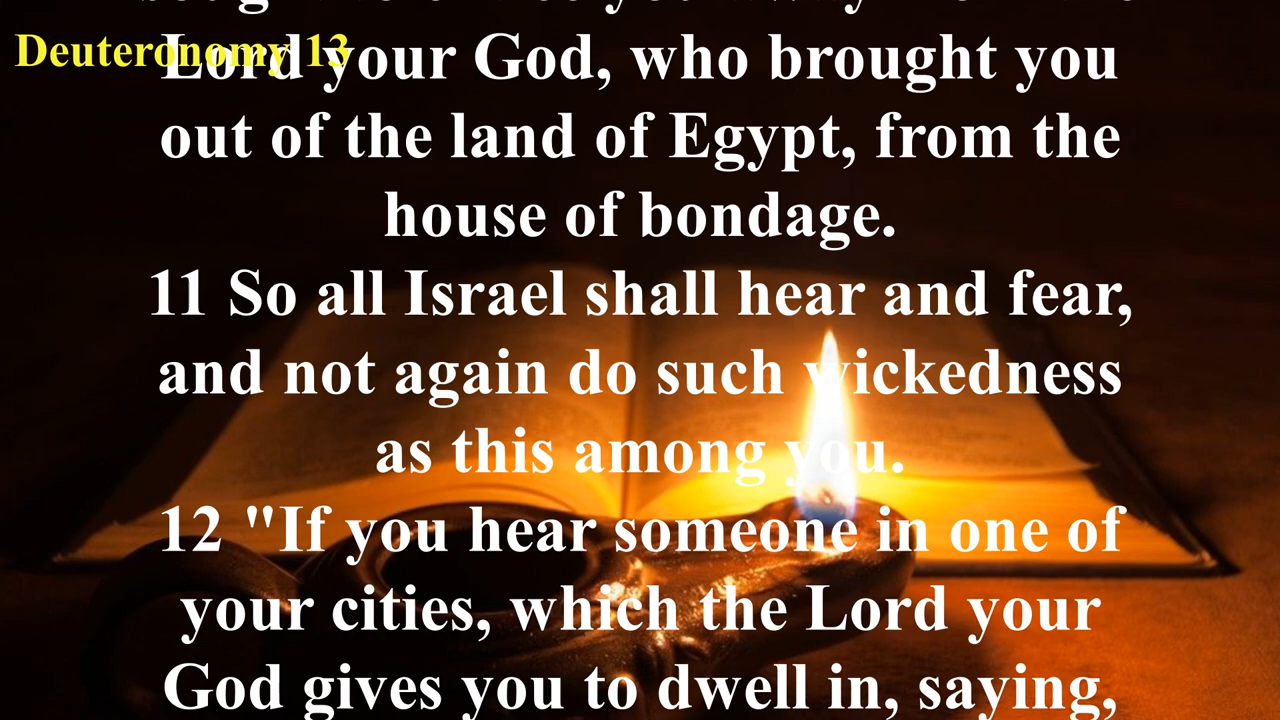 Deuteronomy 13
Lord your God, who brought you
out of the land of Egypt, from the
house of bondage.
11 So all Israel shall hear and fear,
and not again do such wickedness
as this among you.
12 "If you hear someone in one of
your cities, which the Lord your
God gives you to dwell in, saying,